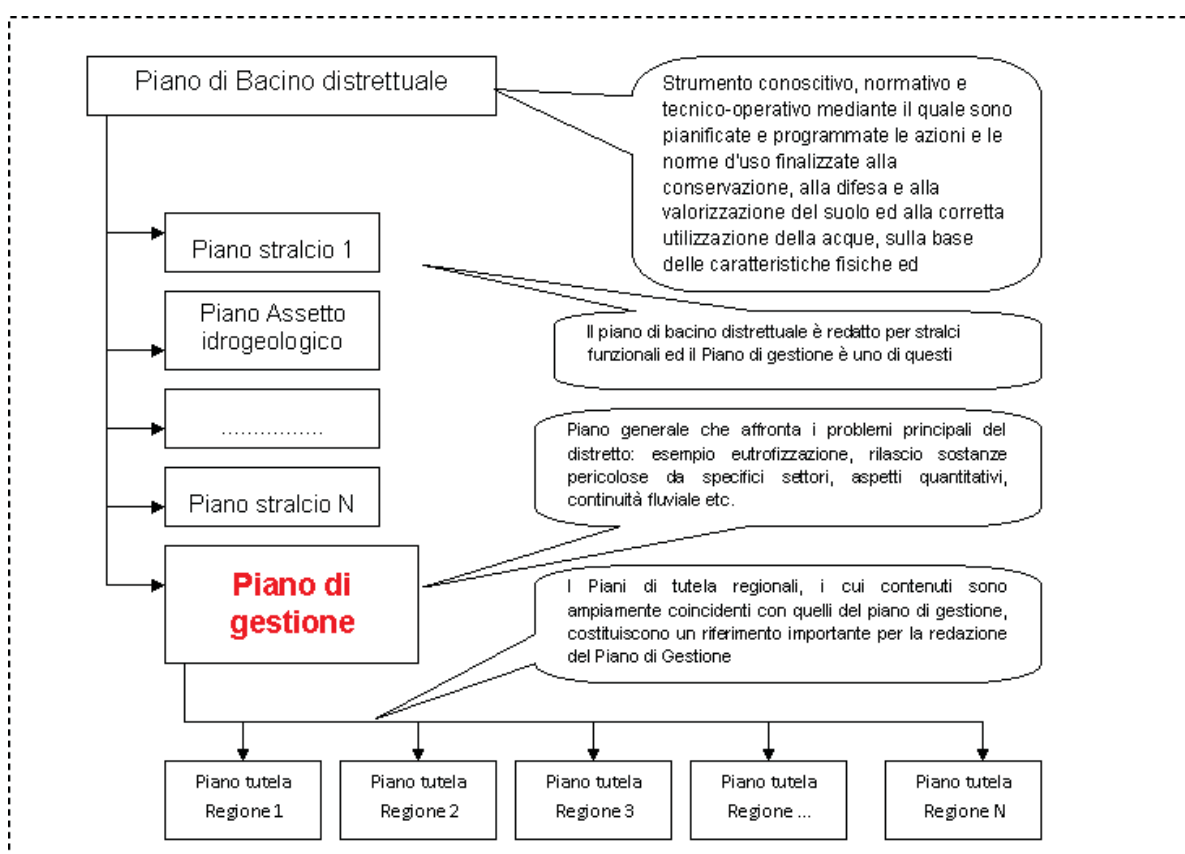 Piano di Bacino distrettuale
Strumento conoscitivo, normativo e
tecnico-operativo mediante il quale sono
pianificate e programmate le azioni e le
norme d'uso finalizzate alla
conservazione, alla difesa e alla
valorizzazione del suolo ed alla corretta
utilizzazione della acque, sulla base
delle caratteristiche fisiche ed
Piano stralcio 1
Piano Assetto
idrogeologico
Il piano di bacino distrettuale è redatto per stralci
funzionali ed il Piano di gestione è uno di questi
...............
Piano generale che affronta i problemi principali del
distretto: esempio eutrofizzazione, rilascio sostanze
pericolose da specifici settori, aspetti quantitativi,
continuità fluviale etc.
Piano stralcio N
Piano di
gestione
I Piani di tutela regionali, i cui contenuti sono
ampiamente coincidenti con quelli del piano di gestione,
costituiscono un riferimento importante per la redazione
del Piano di Gestione
Piano tutela
Regione 1
Piano tutela
Regione 2
Piano tutela
Regione 3
Piano tutela
Regione ...
Piano tutela
Regione N